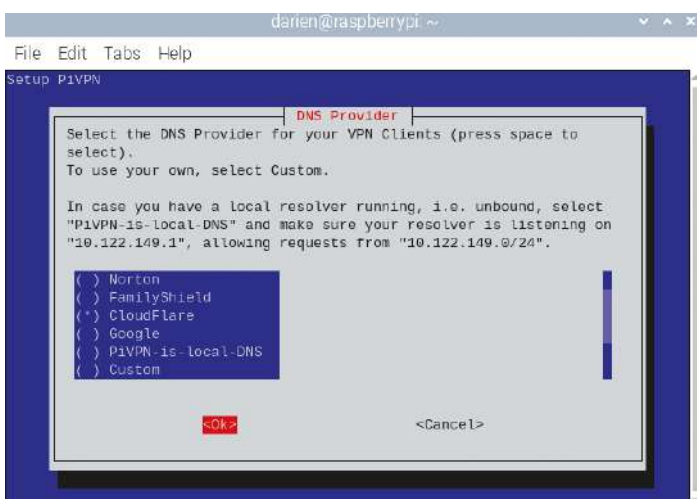 darien@raspberrypi: ~
File Edit Tabs Help
Setup PiVPN
DNS Provider
Select the DNS Provider for your VPN Clients (press space to
select).
To use your own, select Custom.
In case you have a local resolver running, i.e. unbound, select
"PiVPN-is-local-DNS" and make sure your resolver is listening on
"10.122.149.1", allowing requests from "10.122.149.0/24".
( ) Norton
( ) FamilyShield
(*) CloudFlare
( ) Google
( ) PiVPN-is-local-DNS
( ) Custom
<Ok> <Cancel>